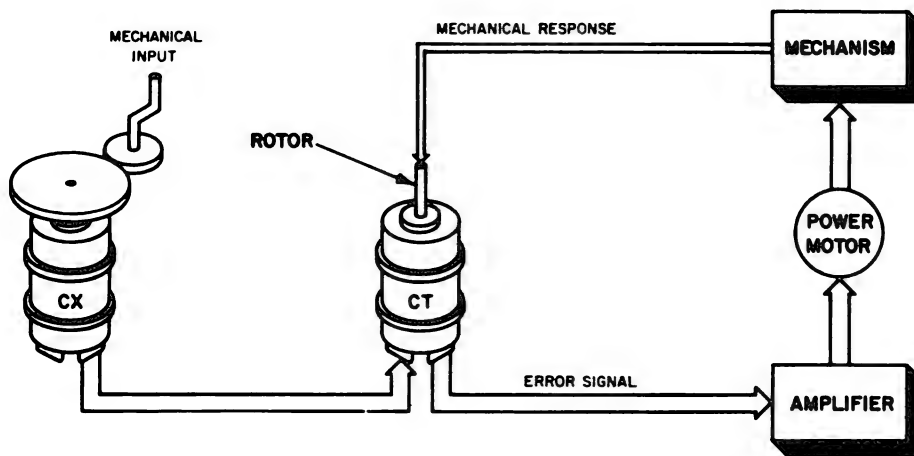 MECHANICAL
INPUT
MECHANICAL RESPONSE
MECHANISM
ROTOR
POWER
MOTOR
CX
CT
ERROR SIGNAL
AMPLIFIER